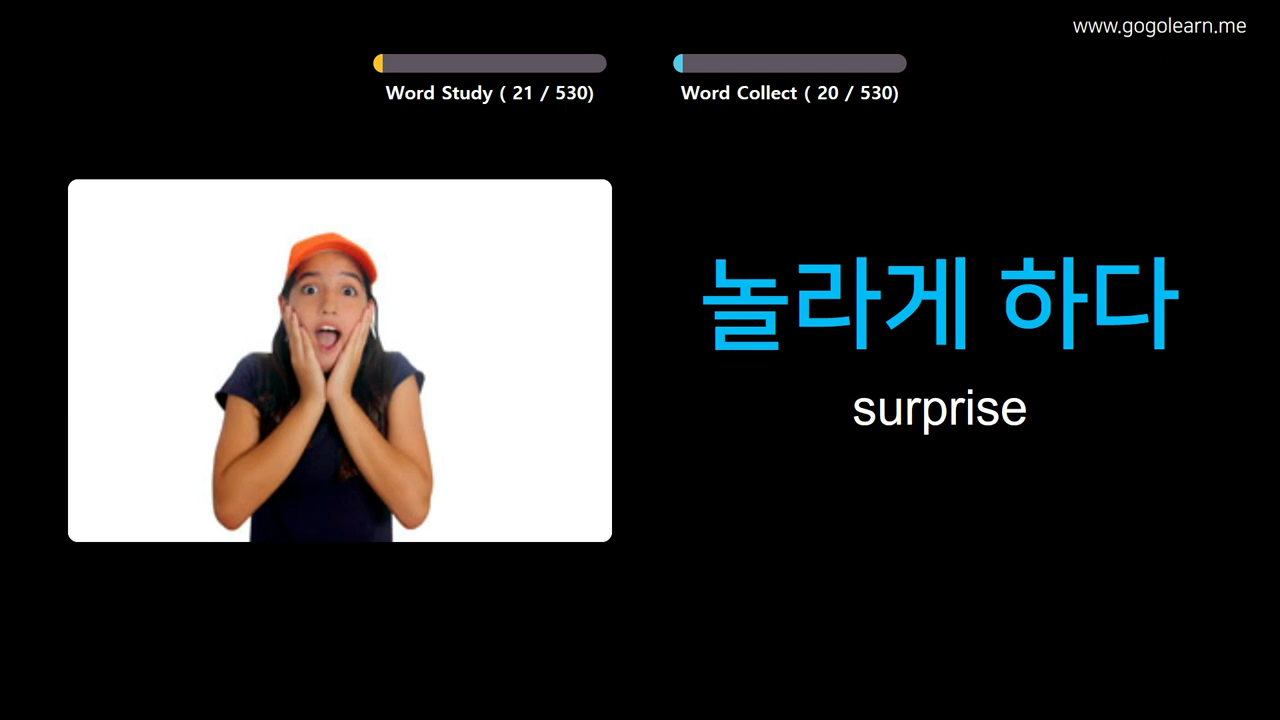 www.gogolearn.me
Word Study ( 21 / 530)
Word Collect ( 20 / 530)
놀라게 하다
surprise